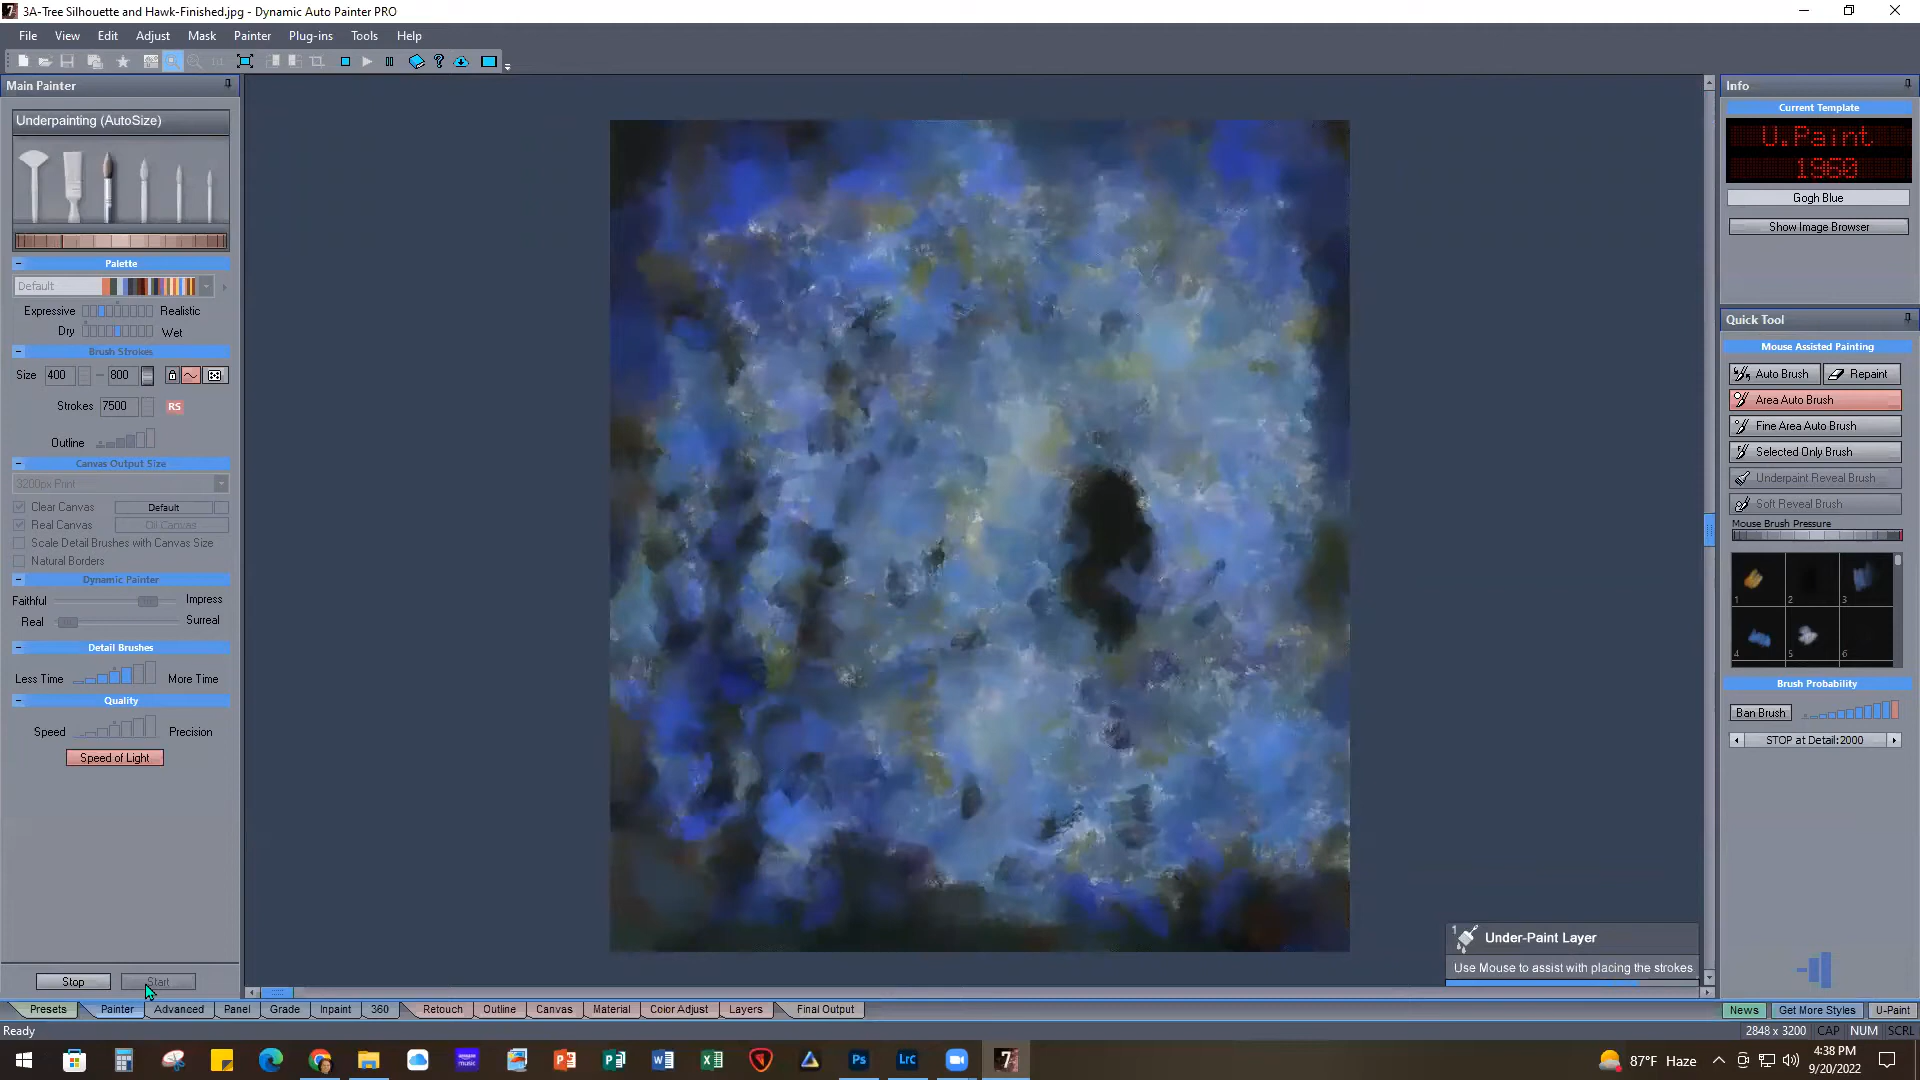 3A-Tree Silhouette and Hawk-Finished.jpg - Dynamic Auto Painter PRO
File View Edit Adjust Mask Painter Plug-ins Tools Help
Main Painter
Underpainting (AutoSize)
Palette
Default
Expressive Realistic
Dry Wet
Brush Strokes
Size 400 - 800
Strokes 7500 RS
Outline
Canvas Output Size
3200px Print
Clear Canvas Default
Real Canvas Oil Canvas
Scale Detail Brushes with Canvas Size
Natural Borders
Dynamic Painter
Faithful Impress
Real Surreal
Detail Brushes
Less Time More Time
Quality
Speed Precision
Speed of Light
Stop Start
Info
Current Template
U.Paint
1960
Gogh Blue
Show Image Browser
Quick Tool
Mouse Assisted Painting
Auto Brush Repaint
Area Auto Brush
Fine Area Auto Brush
Selected Only Brush
Underpaint Reveal Brush
Soft Reveal Brush
Mouse Brush Pressure
1 2 3
4 5 6
Brush Probability
Ban Brush
STOP at Detail:2000
1 Under-Paint Layer
Use Mouse to assist with placing the strokes
Presets Painter Advanced Panel Grade Inpaint 360 Retouch Outline Canvas Material Color Adjust Layers Final Output News Get More Styles U-Paint
Ready 2848 x 3200 CAP NUM SCRL
87°F Haze 4:38 PM
9/20/2022